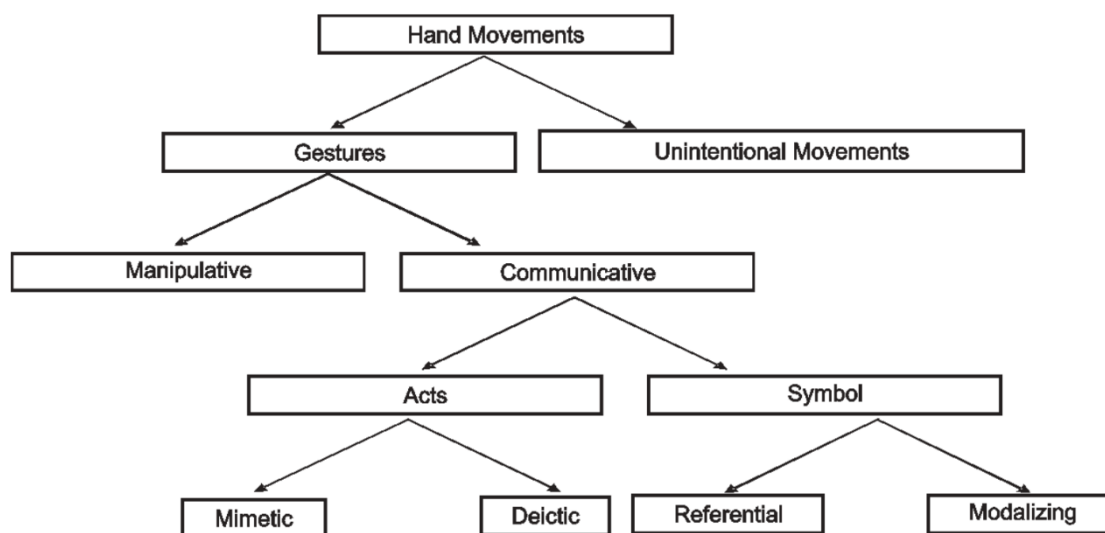 Hand Movements
Gestures
Unintentional Movements
Manipulative
Communicative
Acts
Symbol
Mimetic
Deictic
Referential
Modalizing